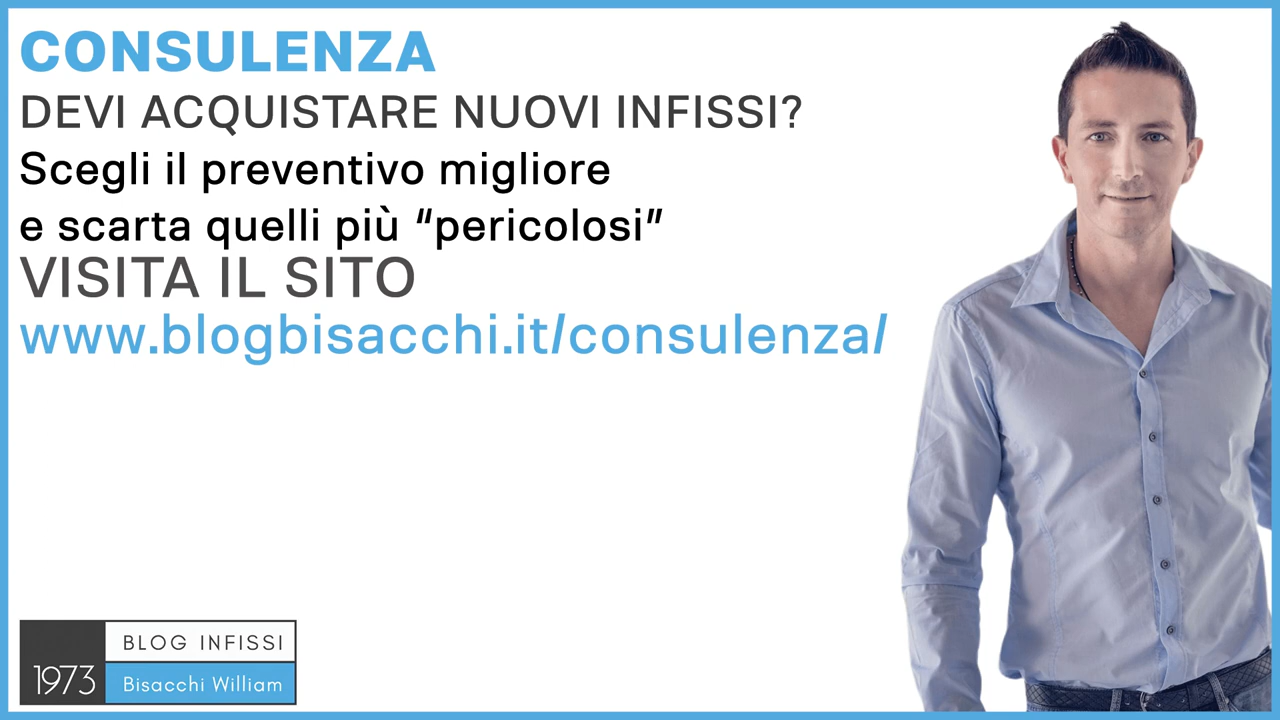 CONSULENZA
DEVI ACQUISTARE NUOVI INFISSI?
Scegli il preventivo migliore
e scarta quelli più “pericolosi”
VISITA IL SITO
www.blogbisacchi.it/consulenza/
1973
BLOG INFISSI
Bisacchi William